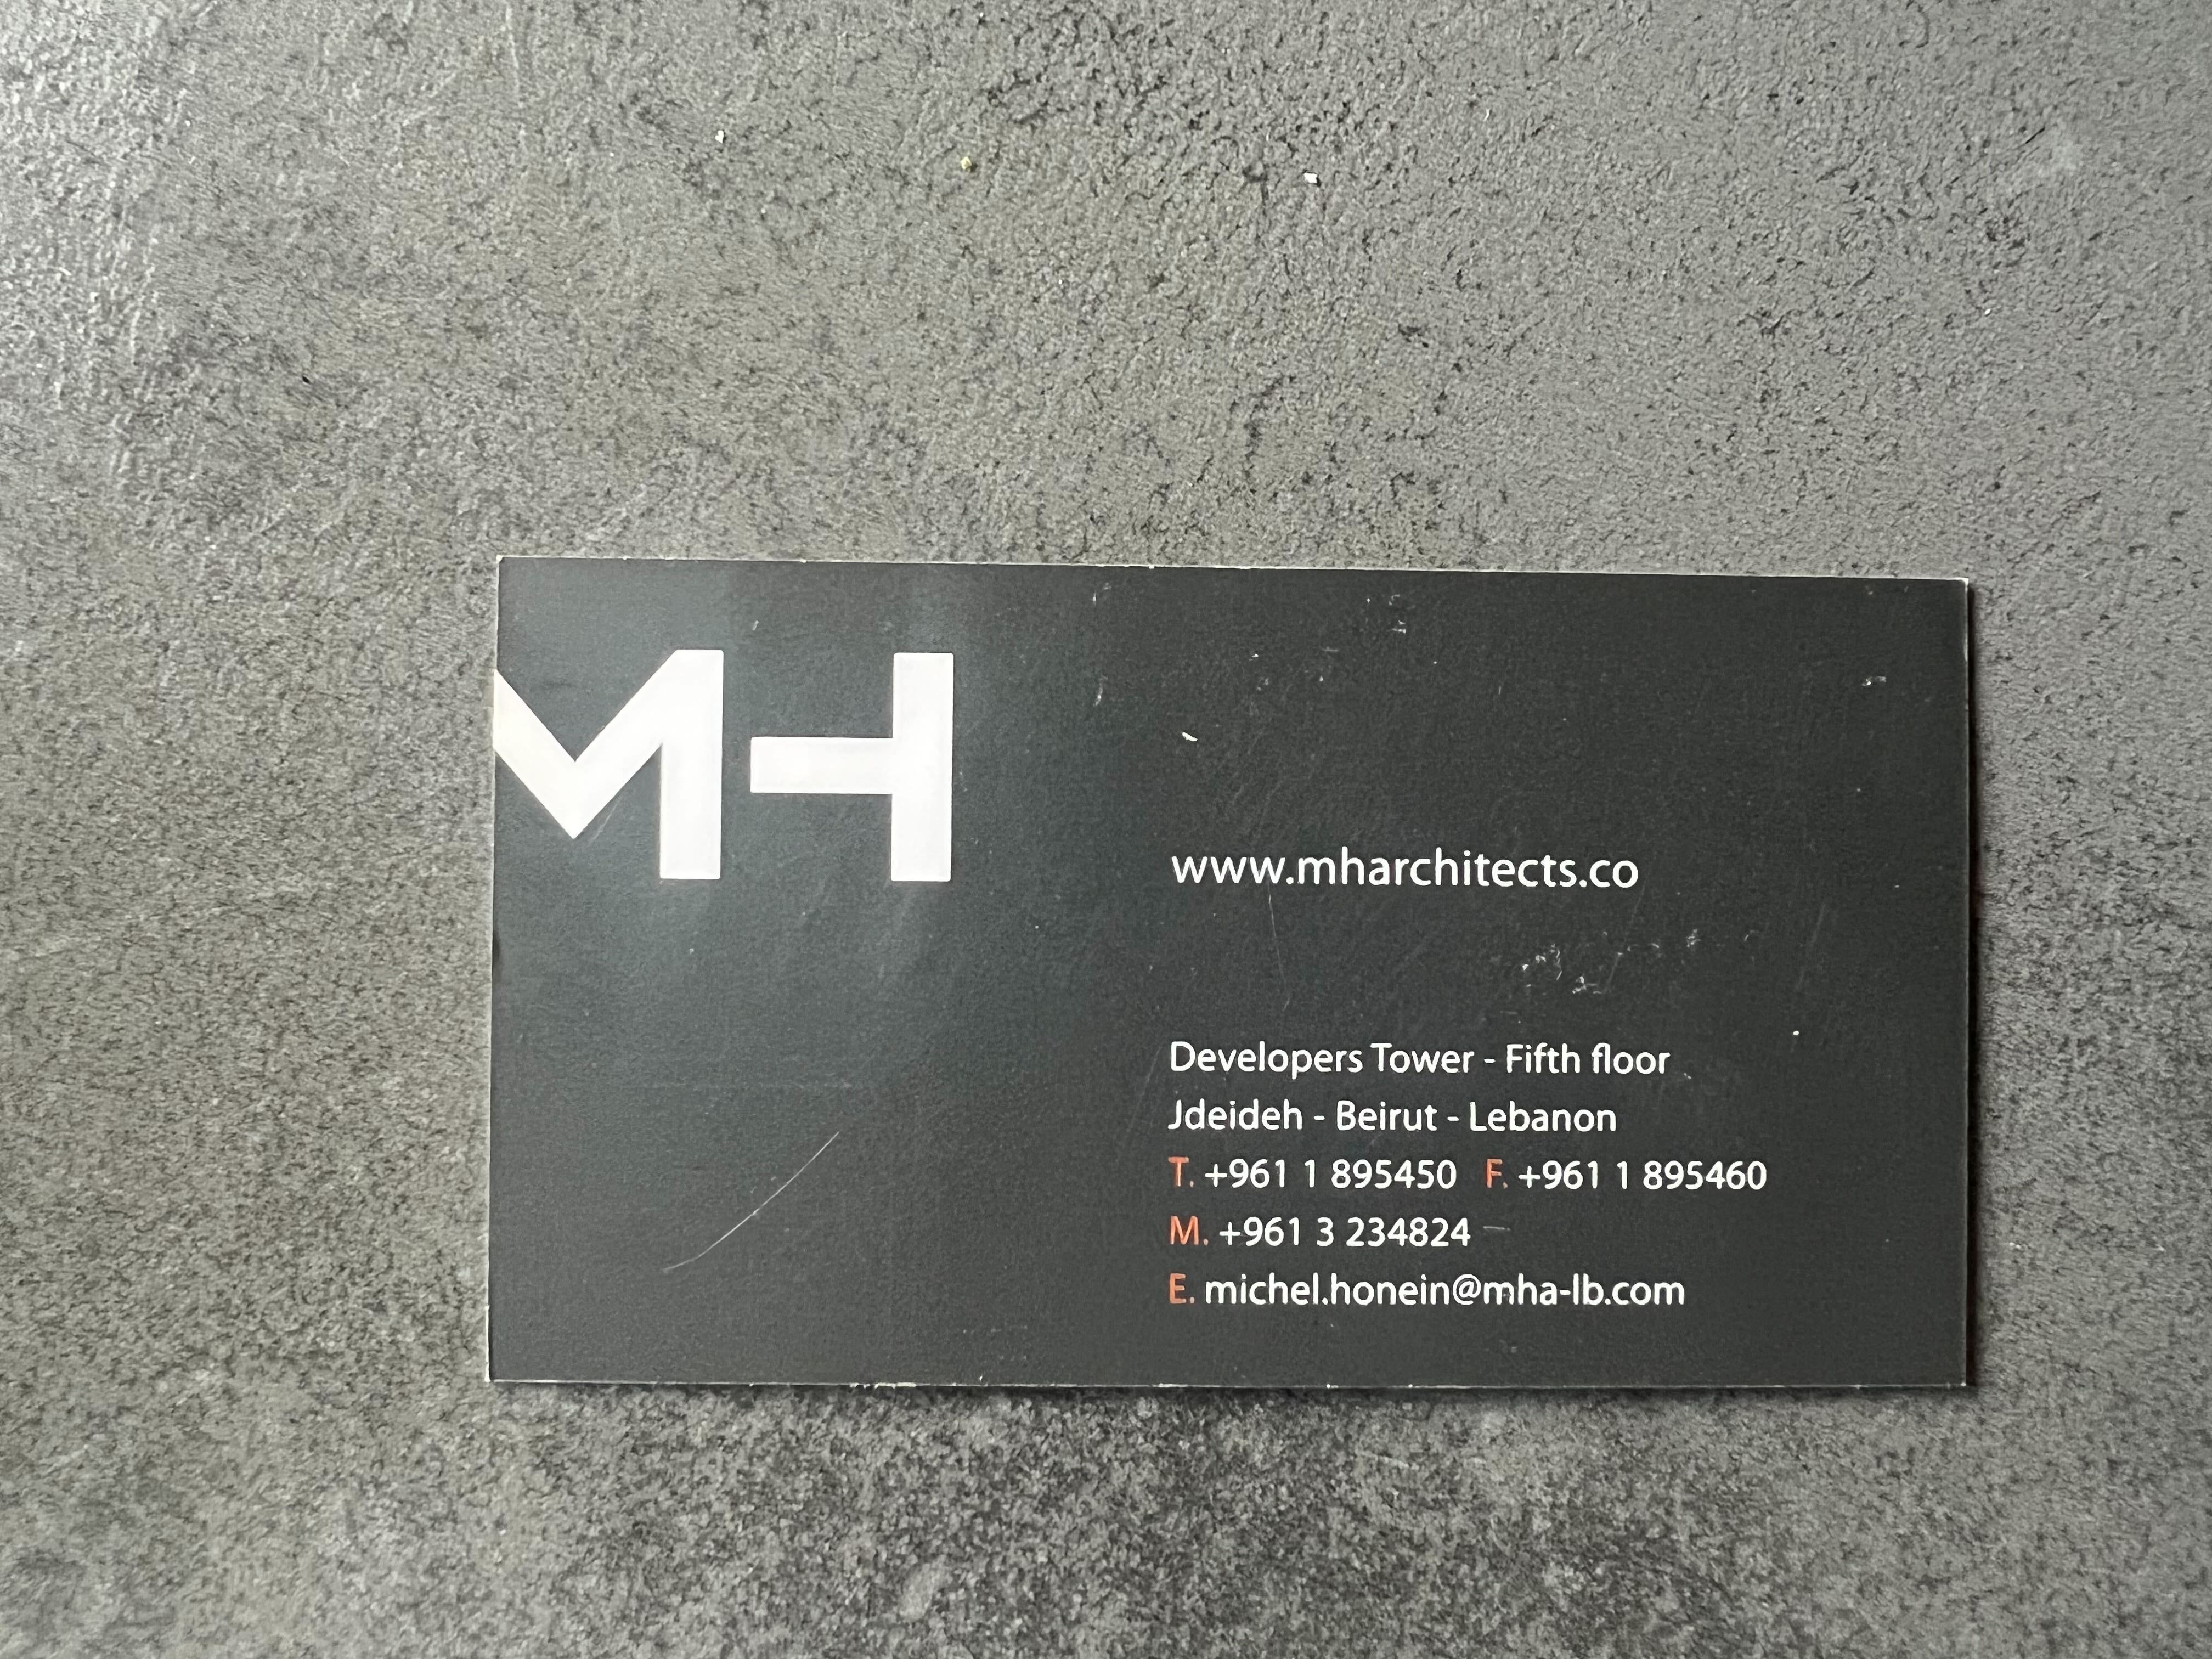 MH
www.mharchitects.co
Developers Tower - Fifth floor
Jdeideh - Beirut - Lebanon
T. +961 1 895450 F. +961 1 895460
M. +961 3 234824
E. michel.honein@mha-lb.com